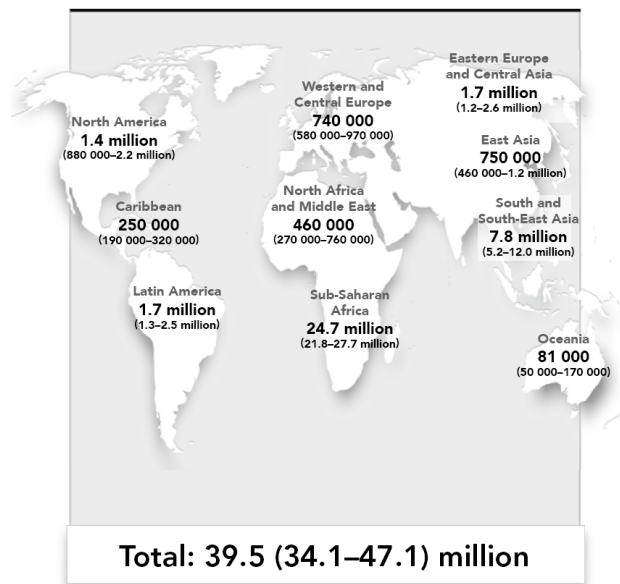 North America
1.4 million
(880 000–2.2 million)
Caribbean
250 000
(190 000–320 000)
Latin America
1.7 million
(1.3–2.5 million)
Western and
Central Europe
740 000
(580 000–970 000)
North Africa
and Middle East
460 000
(270 000–760 000)
Sub-Saharan
Africa
24.7 million
(21.8–27.7 million)
Eastern Europe
and Central Asia
1.7 million
(1.2–2.6 million)
East Asia
750 000
(460 000–1.2 million)
South and
South-East Asia
7.8 million
(5.2–12.0 million)
Oceania
81 000
(50 000–170 000)
Total: 39.5 (34.1–47.1) million